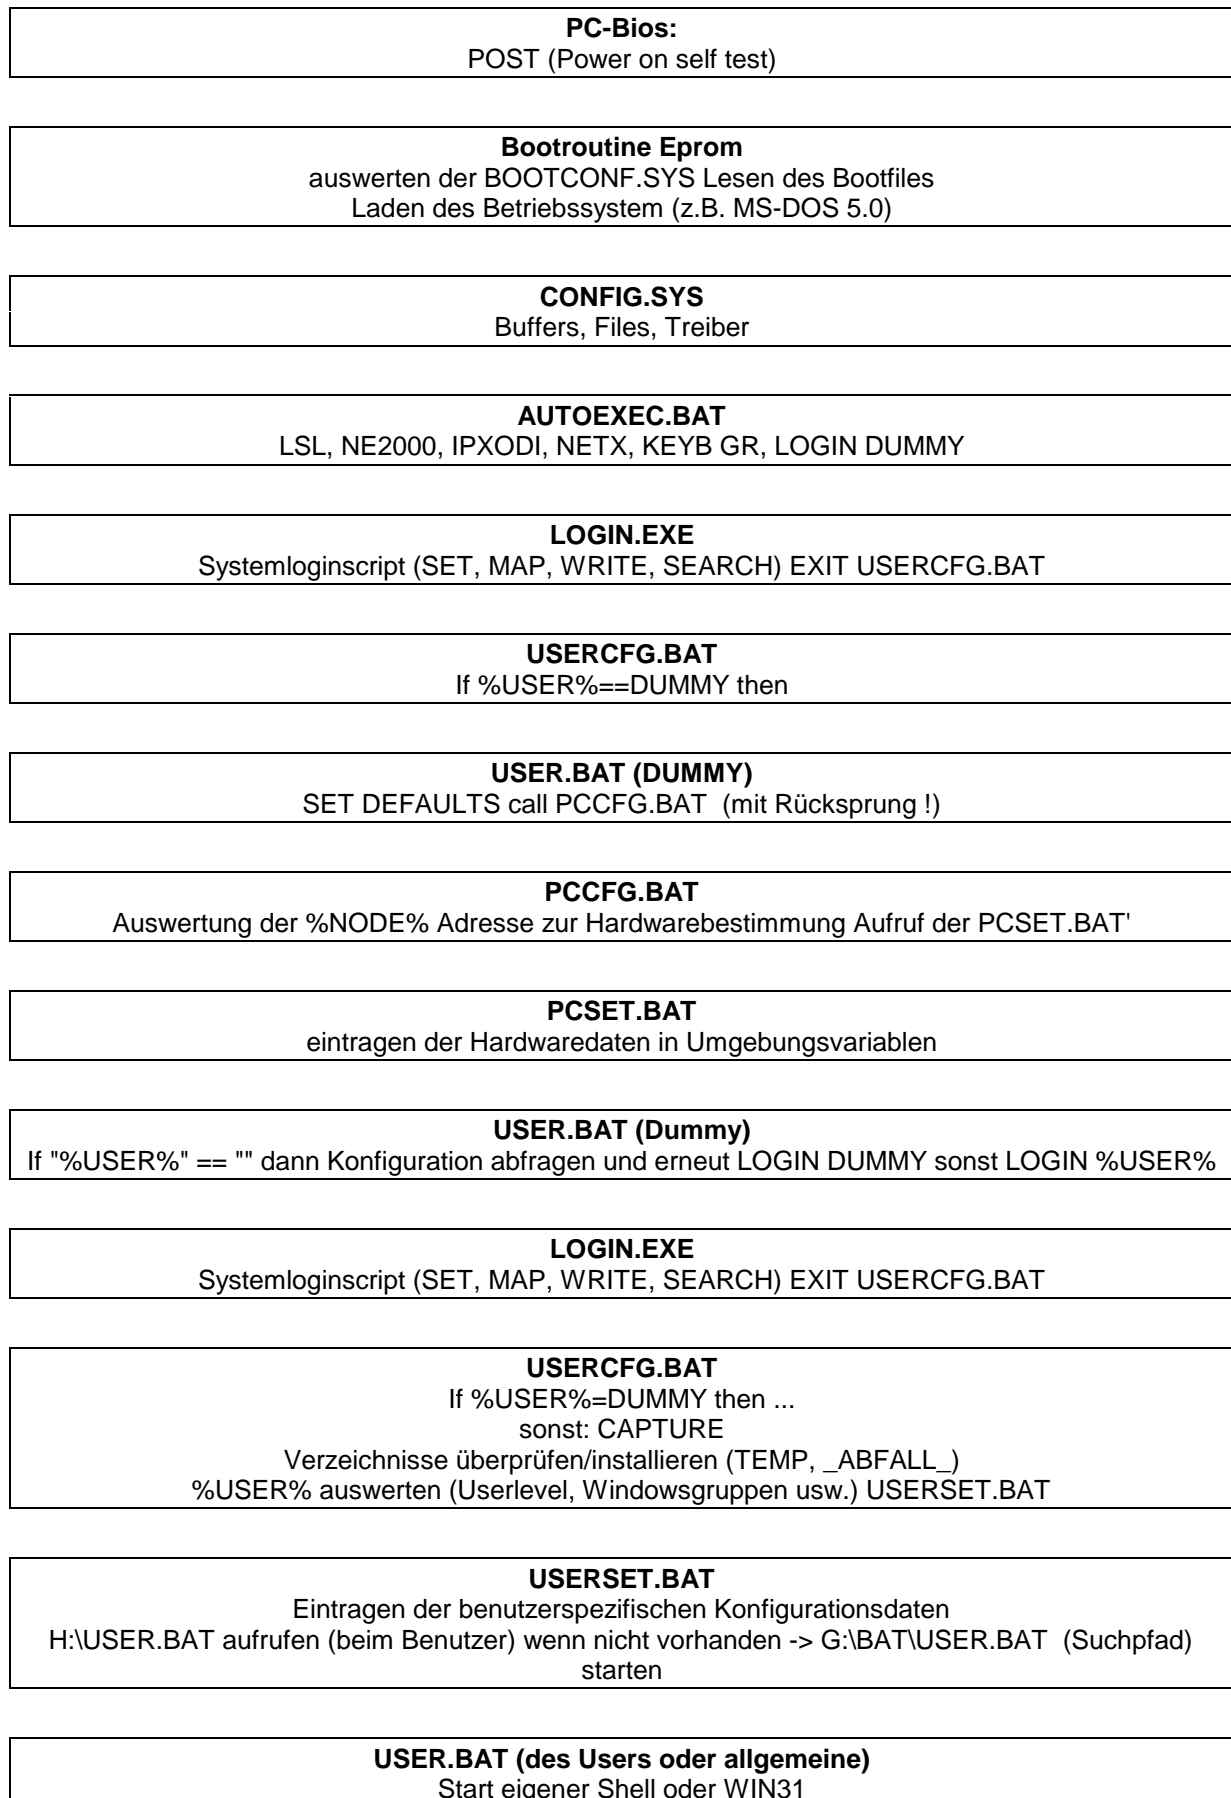 PC-Bios:
POST (Power on self test)
Bootroutine Eprom
auswerten der BOOTCONF.SYS Lesen des Bootfiles
Laden des Betriebssystem (z.B. MS-DOS 5.0)
CONFIG.SYS
Buffers, Files, Treiber
AUTOEXEC.BAT
LSL, NE2000, IPXODI, NETX, KEYB GR, LOGIN DUMMY
LOGIN.EXE
Systemloginscript (SET, MAP, WRITE, SEARCH) EXIT USERCFG.BAT
USERCFG.BAT
If %USER%==DUMMY then
USER.BAT (DUMMY)
SET DEFAULTS call PCCFG.BAT  (mit Rücksprung !)
PCCFG.BAT
Auswertung der %NODE% Adresse zur Hardwarebestimmung Aufruf der PCSET.BAT'
PCSET.BAT
eintragen der Hardwaredaten in Umgebungsvariablen
USER.BAT (Dummy)
If "%USER%" == "" dann Konfiguration abfragen und erneut LOGIN DUMMY sonst LOGIN %USER%
LOGIN.EXE
Systemloginscript (SET, MAP, WRITE, SEARCH) EXIT USERCFG.BAT
USERCFG.BAT
If %USER%=DUMMY then ...
sonst: CAPTURE
Verzeichnisse überprüfen/installieren (TEMP, _ABFALL_)
%USER% auswerten (Userlevel, Windowsgruppen usw.) USERSET.BAT
USERSET.BAT
Eintragen der benutzerspezifischen Konfigurationsdaten
H:\USER.BAT aufrufen (beim Benutzer) wenn nicht vorhanden -> G:\BAT\USER.BAT  (Suchpfad)
starten
USER.BAT (des Users oder allgemeine)
Start eigener Shell oder WIN31